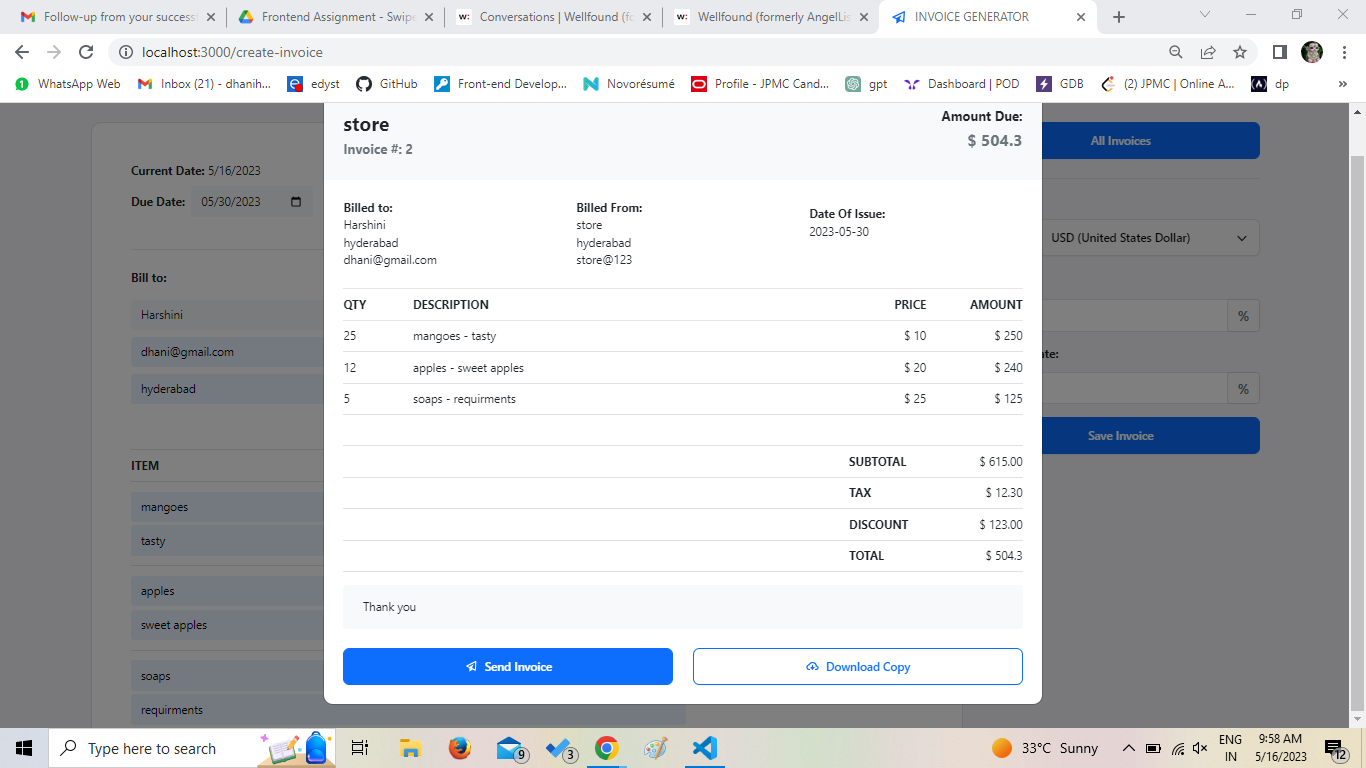 Follow-up from your success
Frontend Assignment - Swipe
Conversations | Wellfound (fo
Wellfound (formerly AngelLis
INVOICE GENERATOR
localhost:3000/create-invoice
WhatsApp Web
Inbox (21) - dhanih...
edyst
GitHub
Front-end Develop...
Novorésumé
Profile - JPMC Cand...
gpt
Dashboard | POD
GDB
(2) JPMC | Online A...
dp
»
Current Date: 5/16/2023
Due Date: 05/30/2023
Bill to:
Harshini
dhani@gmail.com
hyderabad
ITEM
mangoes
tasty
apples
sweet apples
soaps
requirments
store
Invoice #: 2
Amount Due:
$ 504.3
Billed to:
Harshini
hyderabad
dhani@gmail.com
Billed From:
store
hyderabad
store@123
Date Of Issue:
2023-05-30
QTY DESCRIPTION PRICE AMOUNT
25 mangoes - tasty $ 10 $ 250
12 apples - sweet apples $ 20 $ 240
5 soaps - requirments $ 25 $ 125
SUBTOTAL $ 615.00
TAX $ 12.30
DISCOUNT $ 123.00
TOTAL $ 504.3
Thank you
Send Invoice
Download Copy
All Invoices
USD (United States Dollar)
%
ate:
%
Save Invoice
Type here to search
9
3
33°C Sunny
ENG
IN
9:58 AM
5/16/2023
12